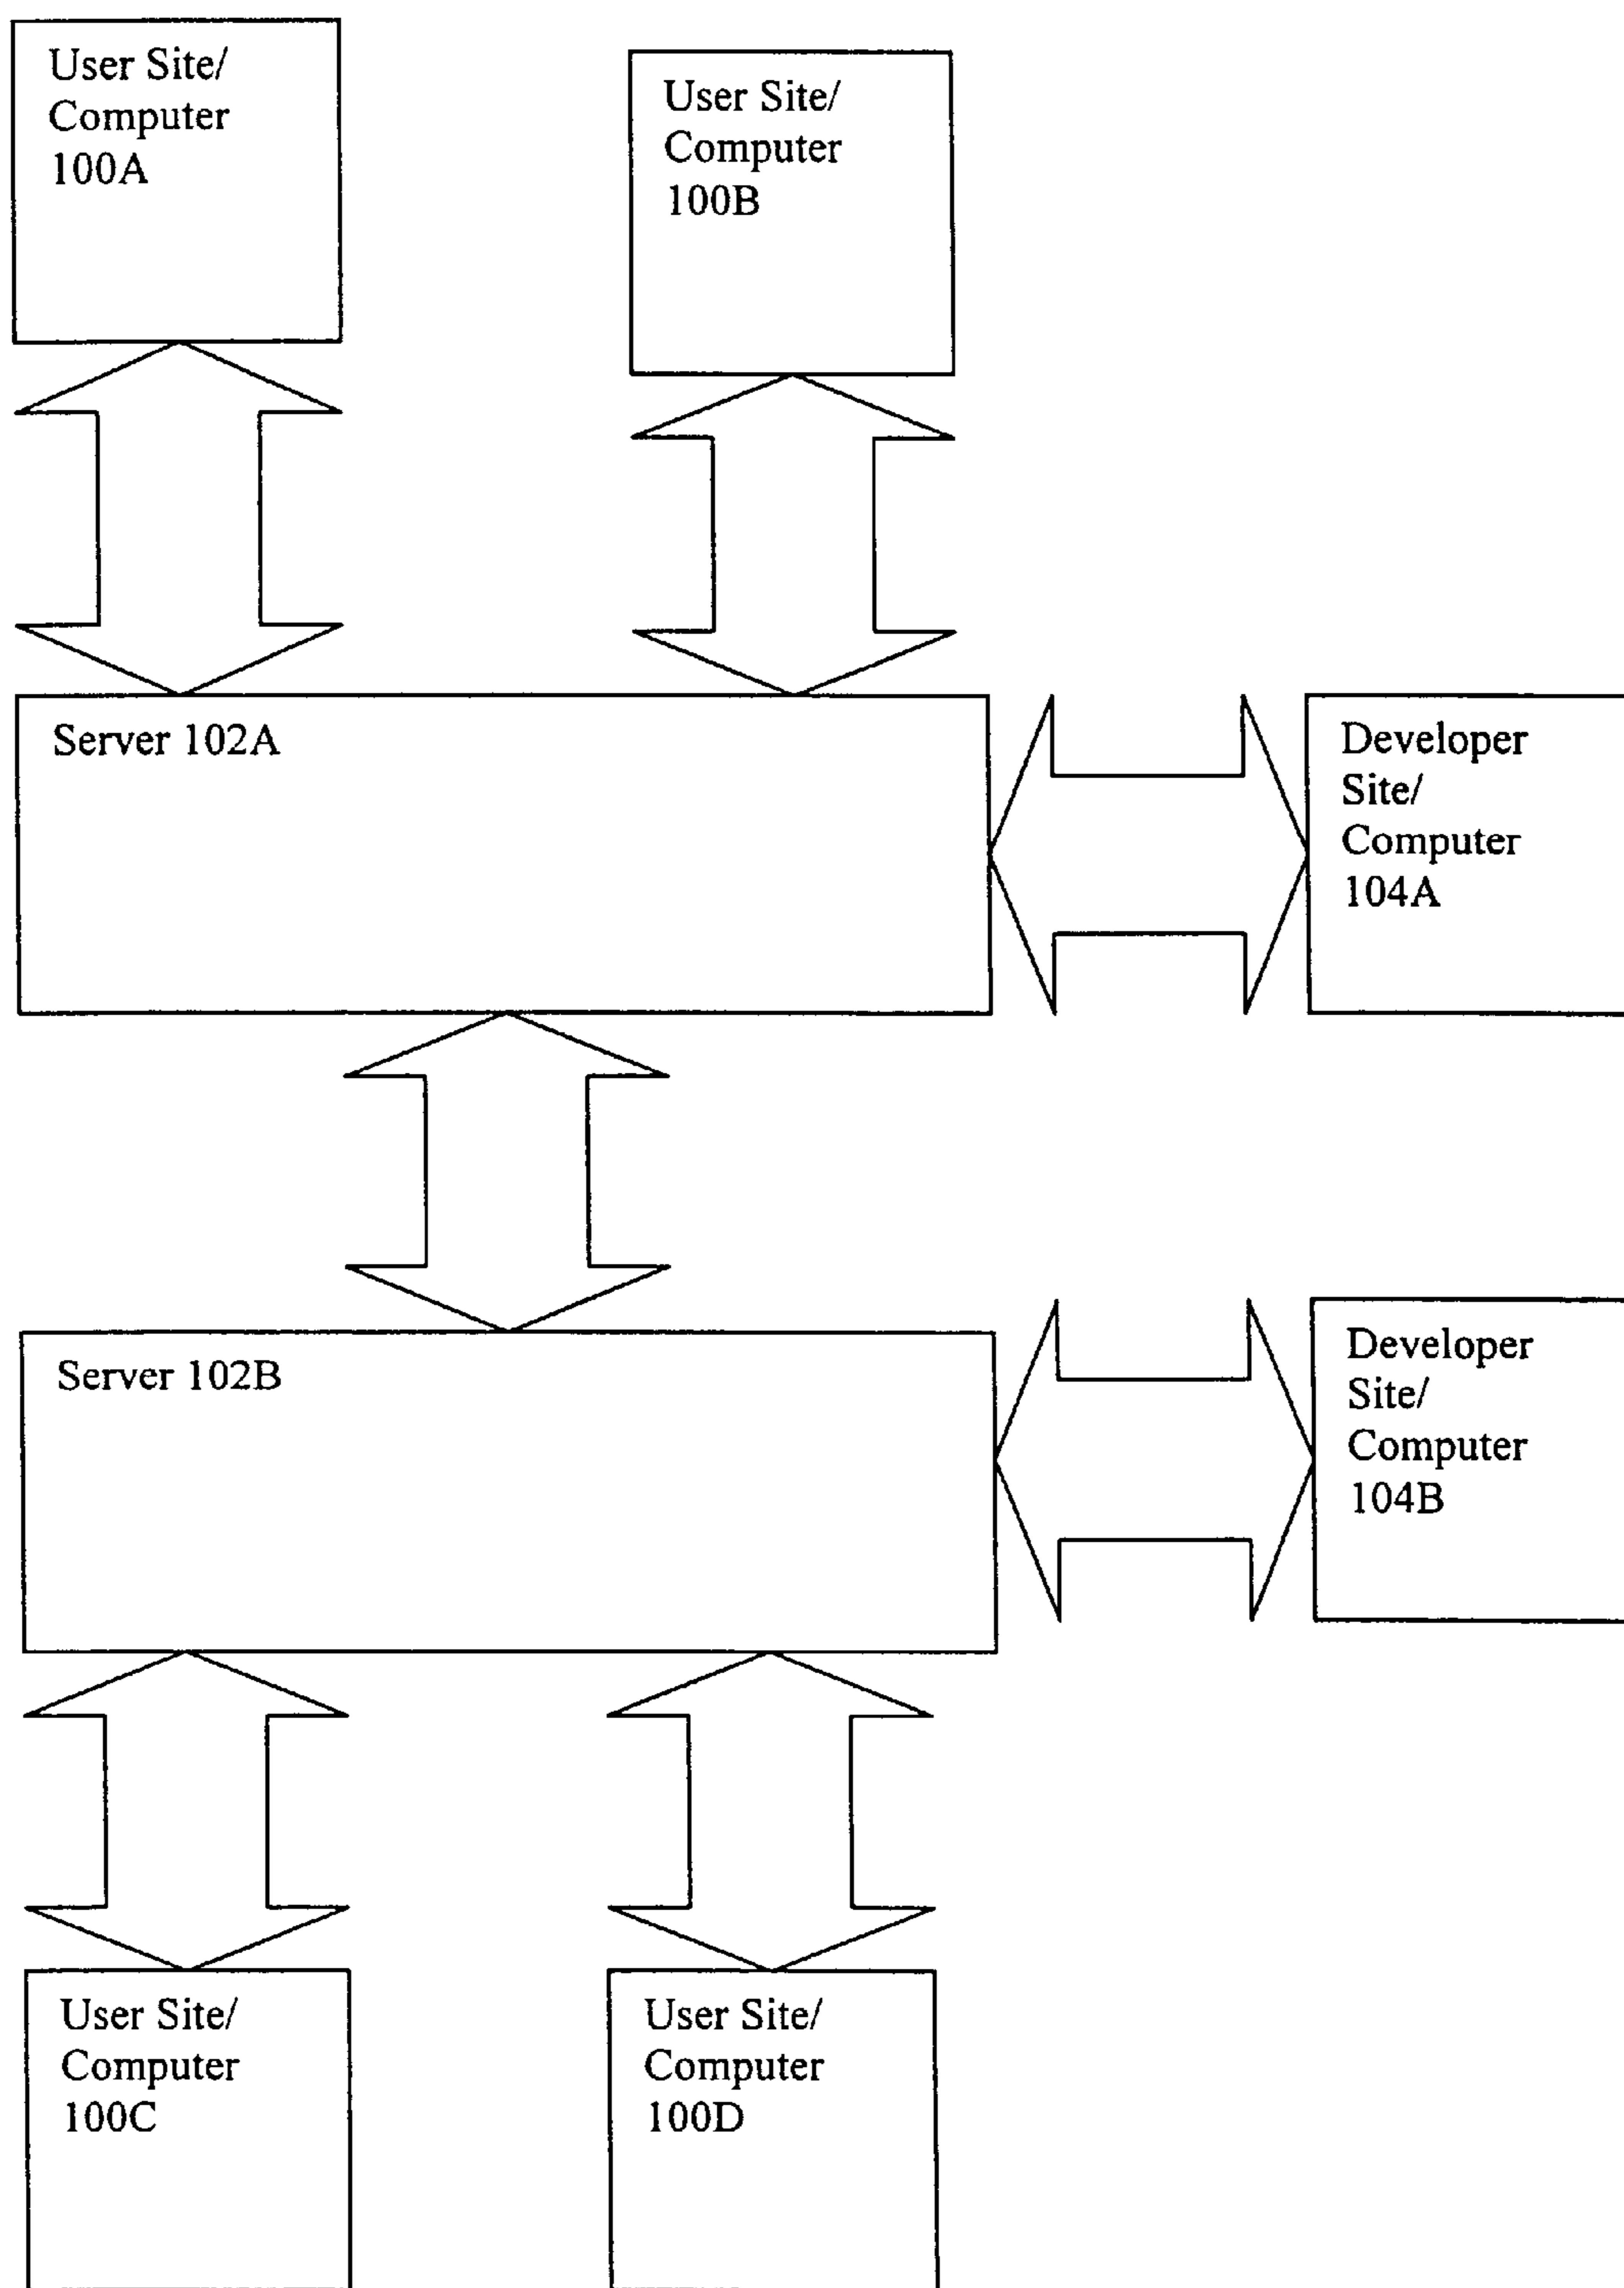 User Site/
Computer
100A
User Site/
Computer
100B
Server 102A
Developer
Site/
Computer
104A
Server 102B
Developer
Site/
Computer
104B
User Site/
Computer
100C
User Site/
Computer
100D